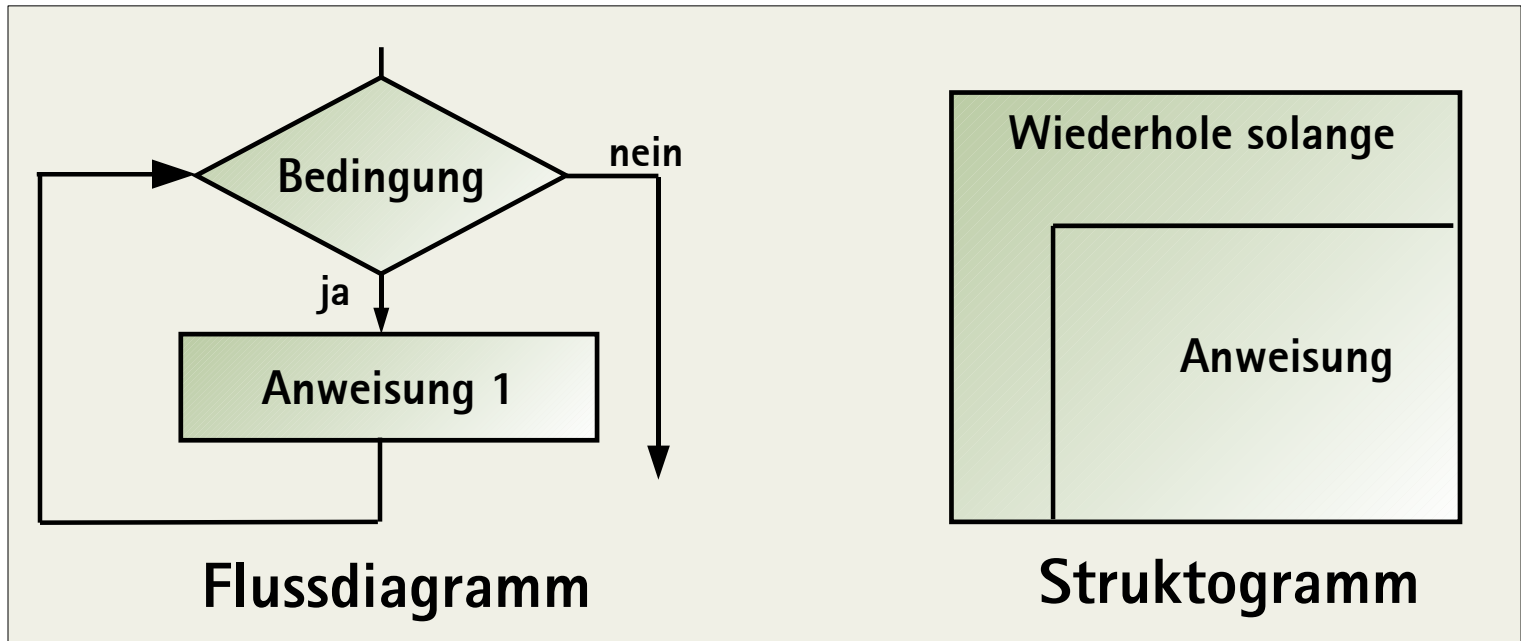 Bedingung
nein
ja
Anweisung 1
Flussdiagramm
Wiederhole solange
Anweisung
Struktogramm